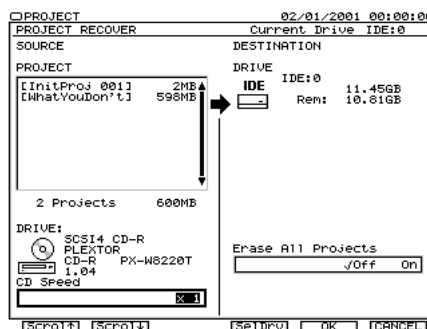 PROJECT 02/01/2001 00:00:00
PROJECT RECOVER Current Drive IDE:0
SOURCE
PROJECT
[InitProj 001] 2MB
[WhatYouDon't] 598MB
2 Projects 600MB
DRIVE:
SCSI4 CD-R
PLEXTOR
CD-R PX-W8220T
1.04
CD Speed
x 1
DESTINATION
DRIVE
IDE:0
IDE
11.45GB
Rem: 10.81GB
Erase All Projects
√Off On
[Scrol↑] [Scrol↓] [SelDrv] [ OK ] [CANCEL]